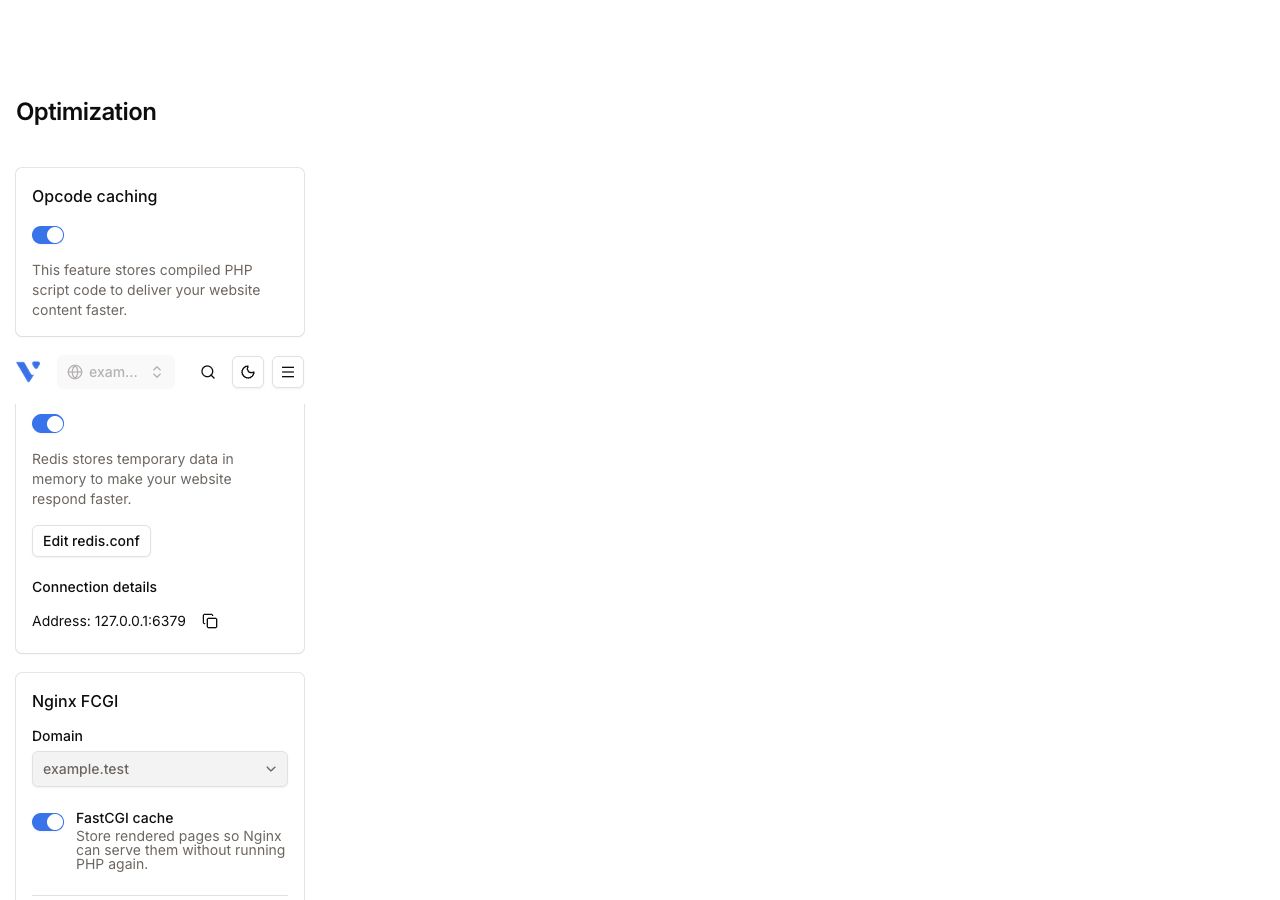 Optimization
Opcode caching
This feature stores compiled PHP
script code to deliver your website
content faster.
exam...
Redis stores temporary data in
memory to make your website
respond faster.
Edit redis.conf
Connection details
Address: 127.0.0.1:6379
Nginx FCGI
Domain
example.test
FastCGI cache
Store rendered pages so Nginx
can serve them without running
PHP again.